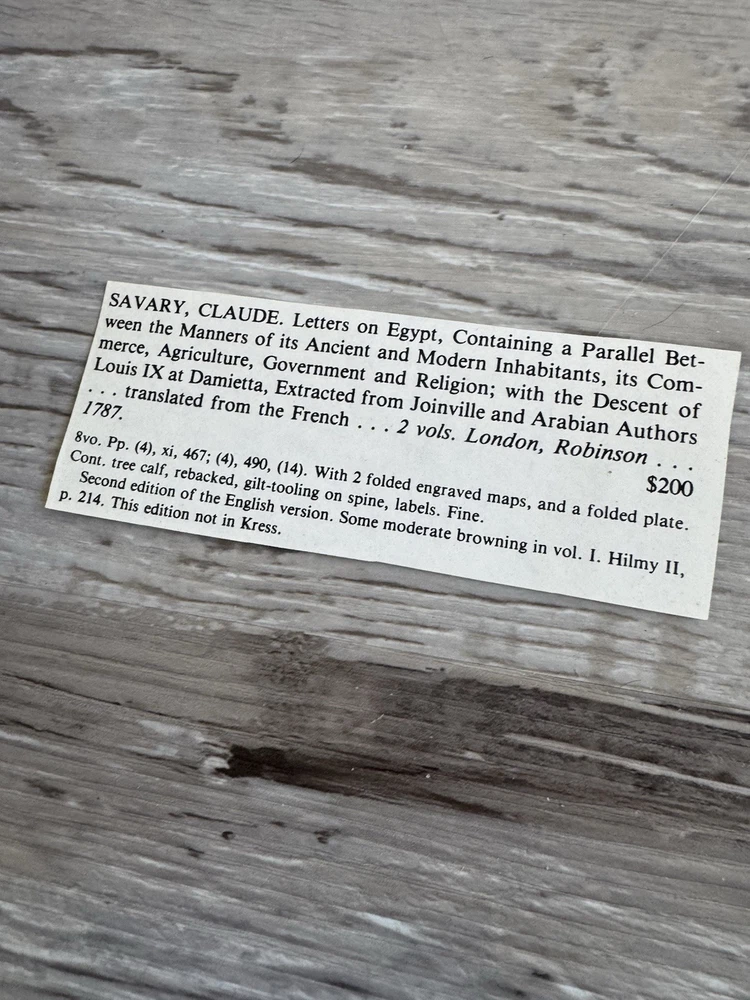 SAVARY, CLAUDE. Letters on Egypt, Containing a Parallel Bet-
ween the Manners of its Ancient and Modern Inhabitants, its Com-
merce, Agriculture, Government and Religion; with the Descent of
Louis IX at Damietta, Extracted from Joinville and Arabian Authors
. . . translated from the French . . . 2 vols. London, Robinson . . .
1787.
$200
8vo. Pp. (4), xi, 467; (4), 490, (14). With 2 folded engraved maps, and a folded plate.
Cont. tree calf, rebacked, gilt-tooling on spine, labels. Fine.
Second edition of the English version. Some moderate browning in vol. I. Hilmy II,
p. 214. This edition not in Kress.